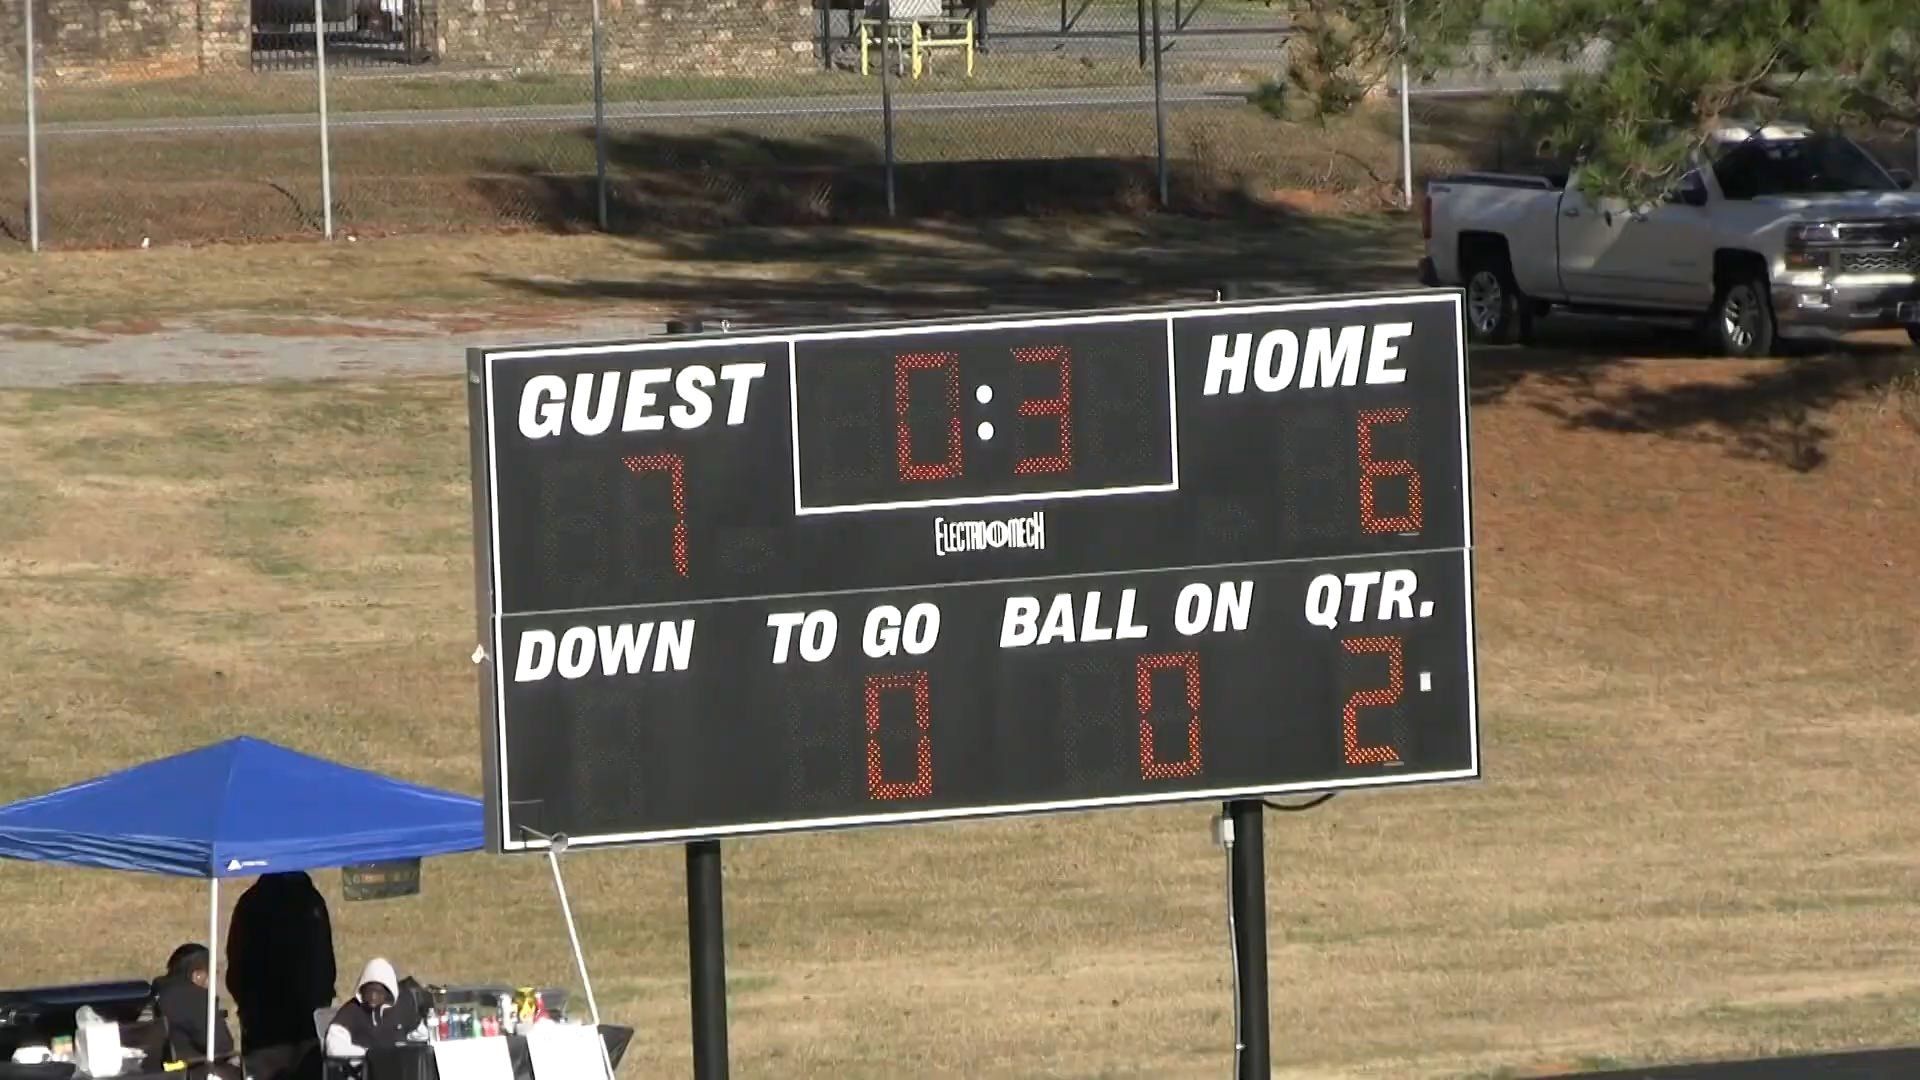 GUEST 0:3 HOME
7 6
ELECTRO MECH
DOWN TO GO BALL ON QTR.
0 0 2